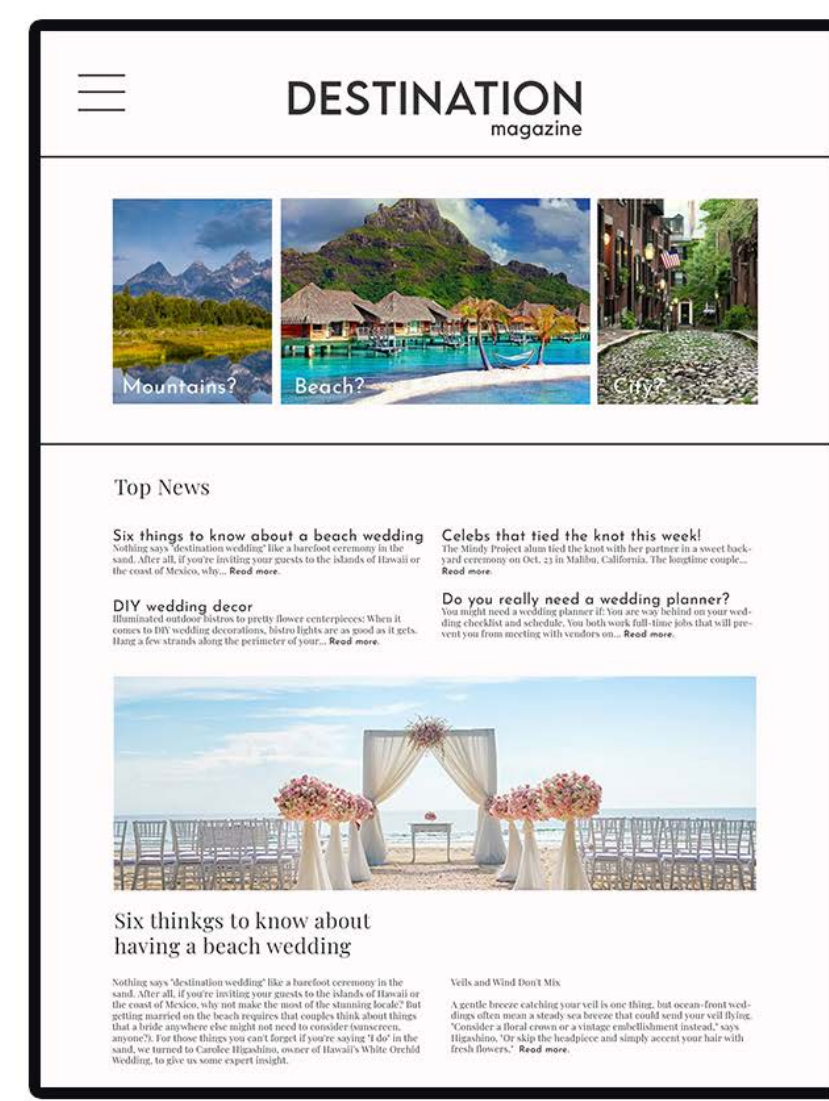 DESTINATION
magazine
Mountains?
Beach?
City?
Top News
Six things to know about a beach wedding
Nothing says "destination wedding" like a barefoot ceremony in the
sand. After all, if you're inviting your guests to the islands of Hawaii or
the coast of Mexico, why... Read more.
DIY wedding decor
Illuminated outdoor bistros to pretty flower centerpieces: When it
comes to DIY wedding decorations, bistro lights are as good as it gets.
Hang a few strands along the perimeter of your... Read more.
Celebs that tied the knot this week!
The Mindy Project alum tied the knot with her partner in a sweet back-
yard ceremony on Oct. 23 in Malibu, California. The longtime couple...
Read more.
Do you really need a wedding planner?
You might need a wedding planner if: You are way behind on your wed-
ding checklist and schedule, You both work full-time jobs that will pre-
vent you from meeting with vendors on... Read more.
Six thinkgs to know about
having a beach wedding
Nothing says "destination wedding" like a barefoot ceremony in the
sand. After all, if you're inviting your guests to the islands of Hawaii or
the coast of Mexico, why not make the most of the stunning locale? But
getting married on the beach requires that couples think about things
that a bride anywhere else might not need to consider (sunscreen,
anyone?). For those things you can't forget if you're saying "I do" in the
sand, we turned to Carolee Higashino, owner of Hawaii's White Orchid
Wedding, to give us some expert insight.
Veils and Wind Don't Mix
A gentle breeze catching your veil is one thing, but ocean-front wed-
dings often mean a steady sea breeze that could send your veil flying.
"Consider a floral crown or a vintage embellishment instead," says
Higashino. "Or skip the headpiece and simply accent your hair with
fresh flowers." Read more.